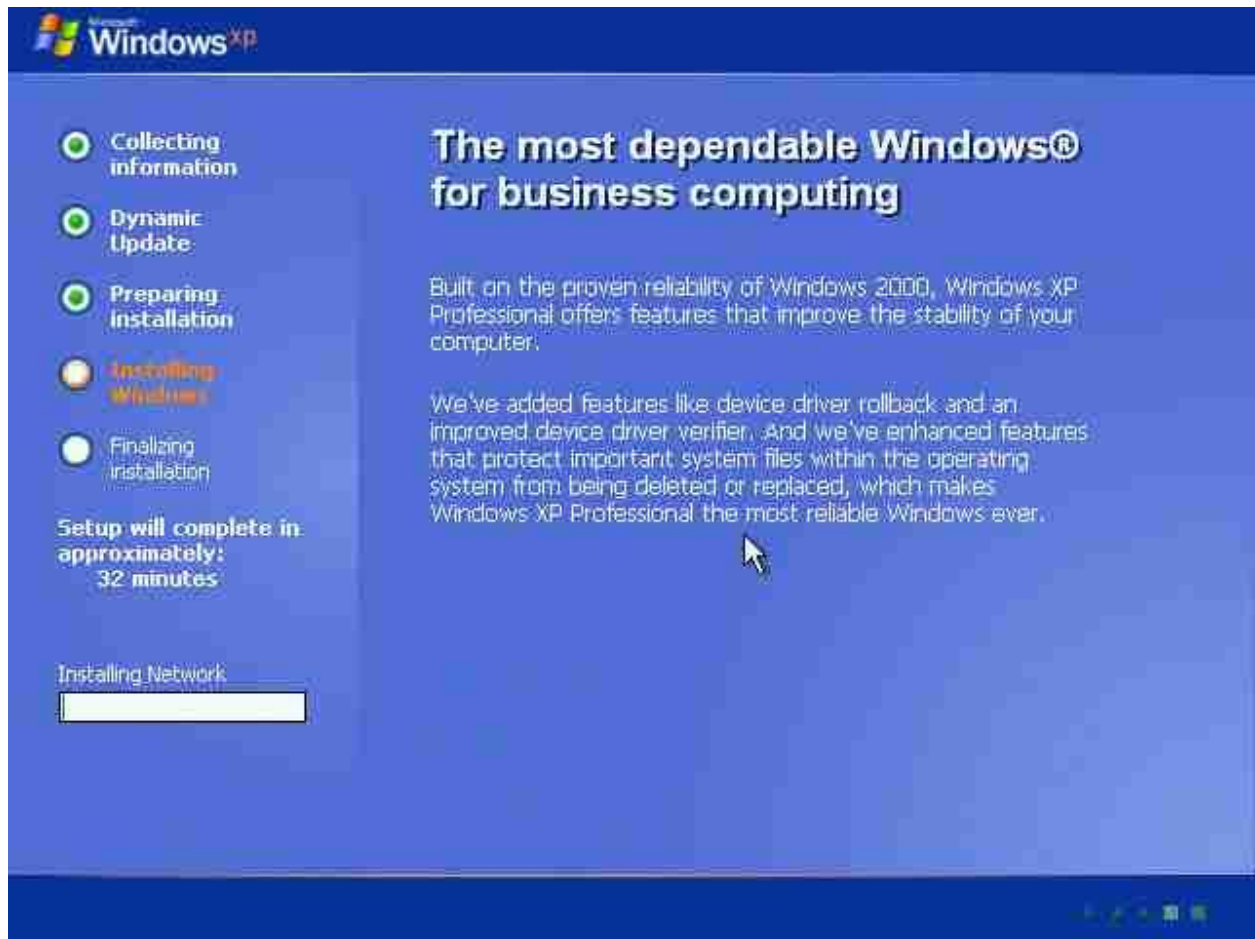 Microsoft
Windows xp
Collecting
information
Dynamic
Update
Preparing
installation
Installing
Windows
Finalizing
installation
Setup will complete in
approximately:
32 minutes
Installing Network
The most dependable Windows®
for business computing
Built on the proven reliability of Windows 2000, Windows XP
Professional offers features that improve the stability of your
computer.
We've added features like device driver rollback and an
improved device driver verifier. And we've enhanced features
that protect important system files within the operating
system from being deleted or replaced, which makes
Windows XP Professional the most reliable Windows ever.